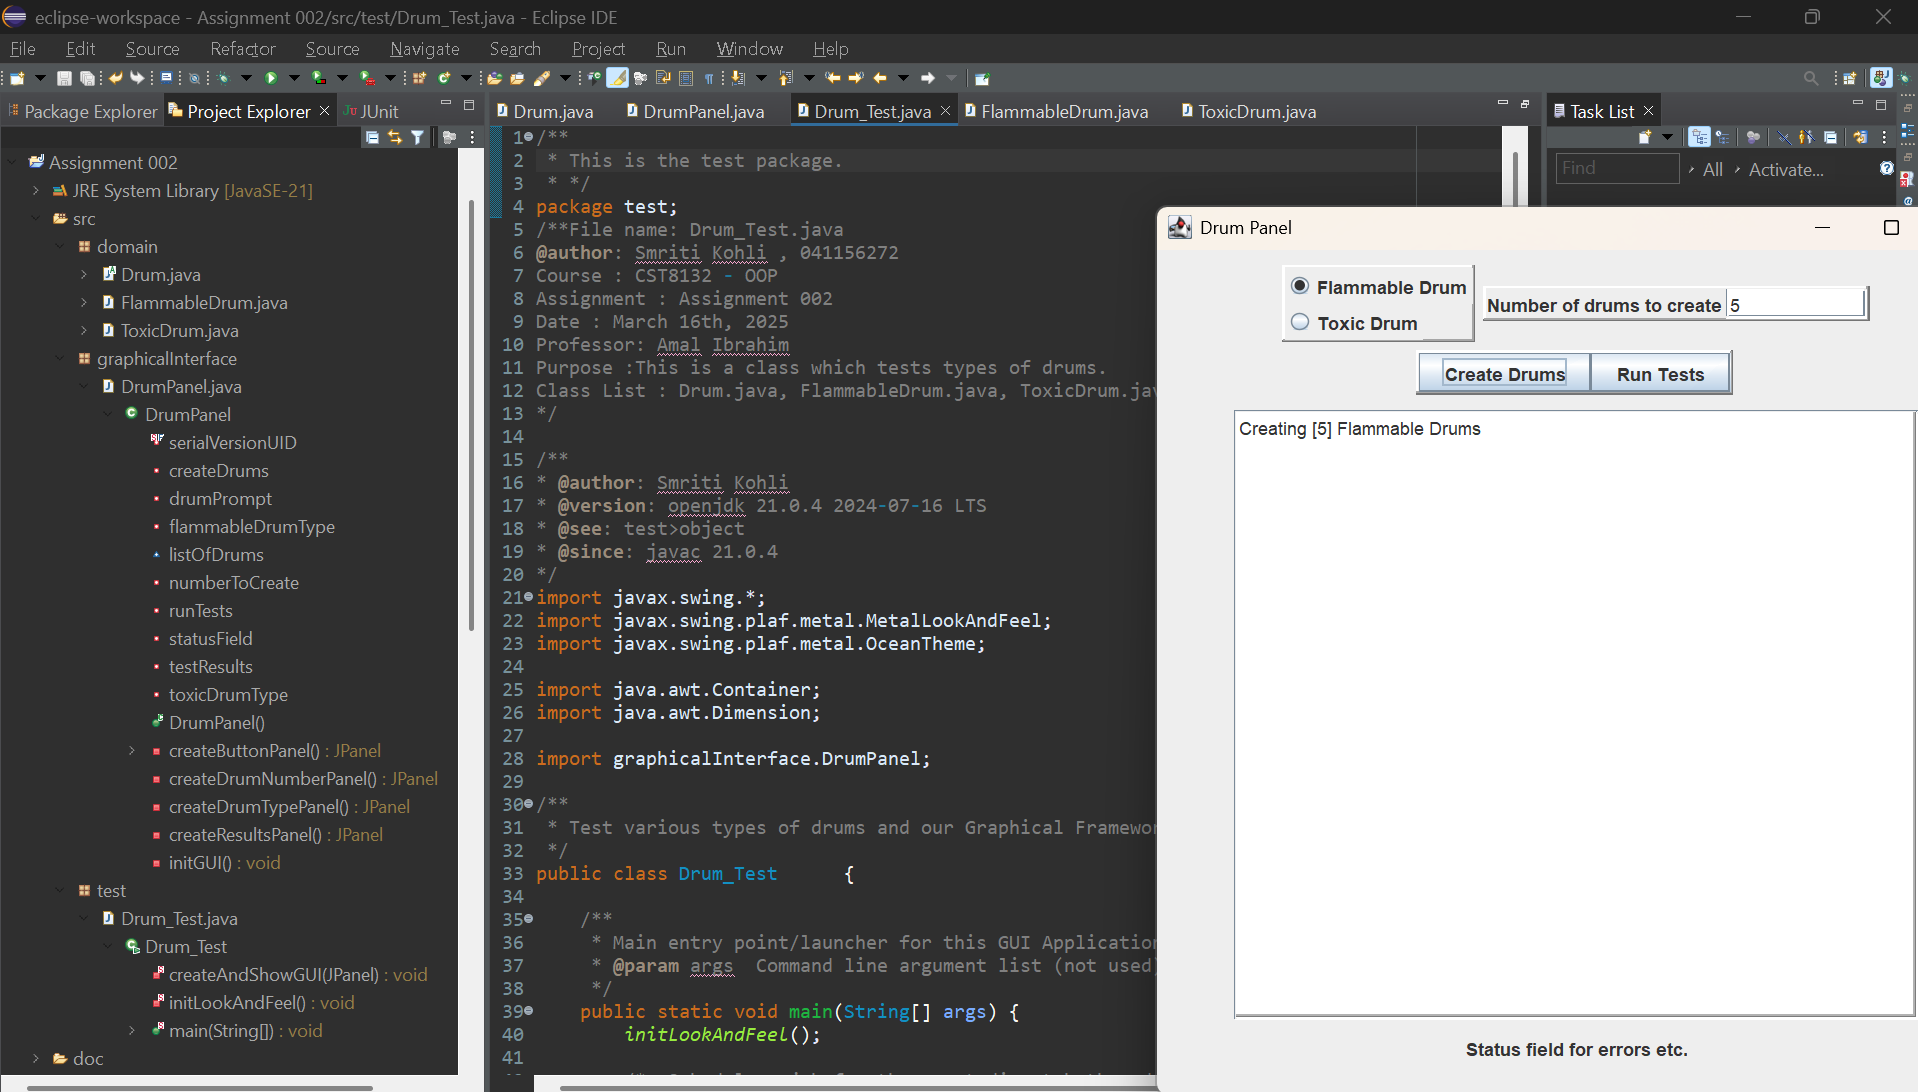 eclipse-workspace - Assignment 002/src/test/Drum_Test.java - Eclipse IDE
File Edit Source Refactor Source Navigate Search Project Run Window Help
Package Explorer Project Explorer JUnit
Assignment 002
JRE System Library [JavaSE-21]
src
domain
Drum.java
FlammableDrum.java
ToxicDrum.java
graphicalInterface
DrumPanel.java
DrumPanel
serialVersionUID
createDrums
drumPrompt
flammableDrumType
listOfDrums
numberToCreate
runTests
statusField
testResults
toxicDrumType
DrumPanel()
createButtonPanel() : JPanel
createDrumNumberPanel() : JPanel
createDrumTypePanel() : JPanel
createResultsPanel() : JPanel
initGUI() : void
test
Drum_Test.java
Drum_Test
createAndShowGUI(JPanel) : void
initLookAndFeel() : void
main(String[]) : void
doc
Drum.java DrumPanel.java Drum_Test.java FlammableDrum.java ToxicDrum.java
1 /**
2 * This is the test package.
3 * */
4 package test;
5 /**File name: Drum_Test.java
6 @author: Smriti Kohli , 041156272
7 Course : CST8132 - OOP
8 Assignment : Assignment 002
9 Date : March 16th, 2025
10 Professor: Amal Ibrahim
11 Purpose :This is a class which tests types of drums.
12 Class List : Drum.java, FlammableDrum.java, ToxicDrum.jav
13 */
14
15 /**
16 * @author: Smriti Kohli
17 * @version: openjdk 21.0.4 2024-07-16 LTS
18 * @see: test>object
19 * @since: javac 21.0.4
20 */
21 import javax.swing.*;
22 import javax.swing.plaf.metal.MetalLookAndFeel;
23 import javax.swing.plaf.metal.OceanTheme;
24
25 import java.awt.Container;
26 import java.awt.Dimension;
27
28 import graphicalInterface.DrumPanel;
29
30 /**
31 * Test various types of drums and our Graphical Framewor
32 */
33 public class Drum_Test {
34
35 /**
36 * Main entry point/launcher for this GUI Application
37 * @param args Command line argument list (not used)
38 */
39 public static void main(String[] args) {
40 initLookAndFeel();
41
Task List
Find All Activate...
Drum Panel
Flammable Drum
Toxic Drum
Number of drums to create 5
Create Drums Run Tests
Creating [5] Flammable Drums
Status field for errors etc.